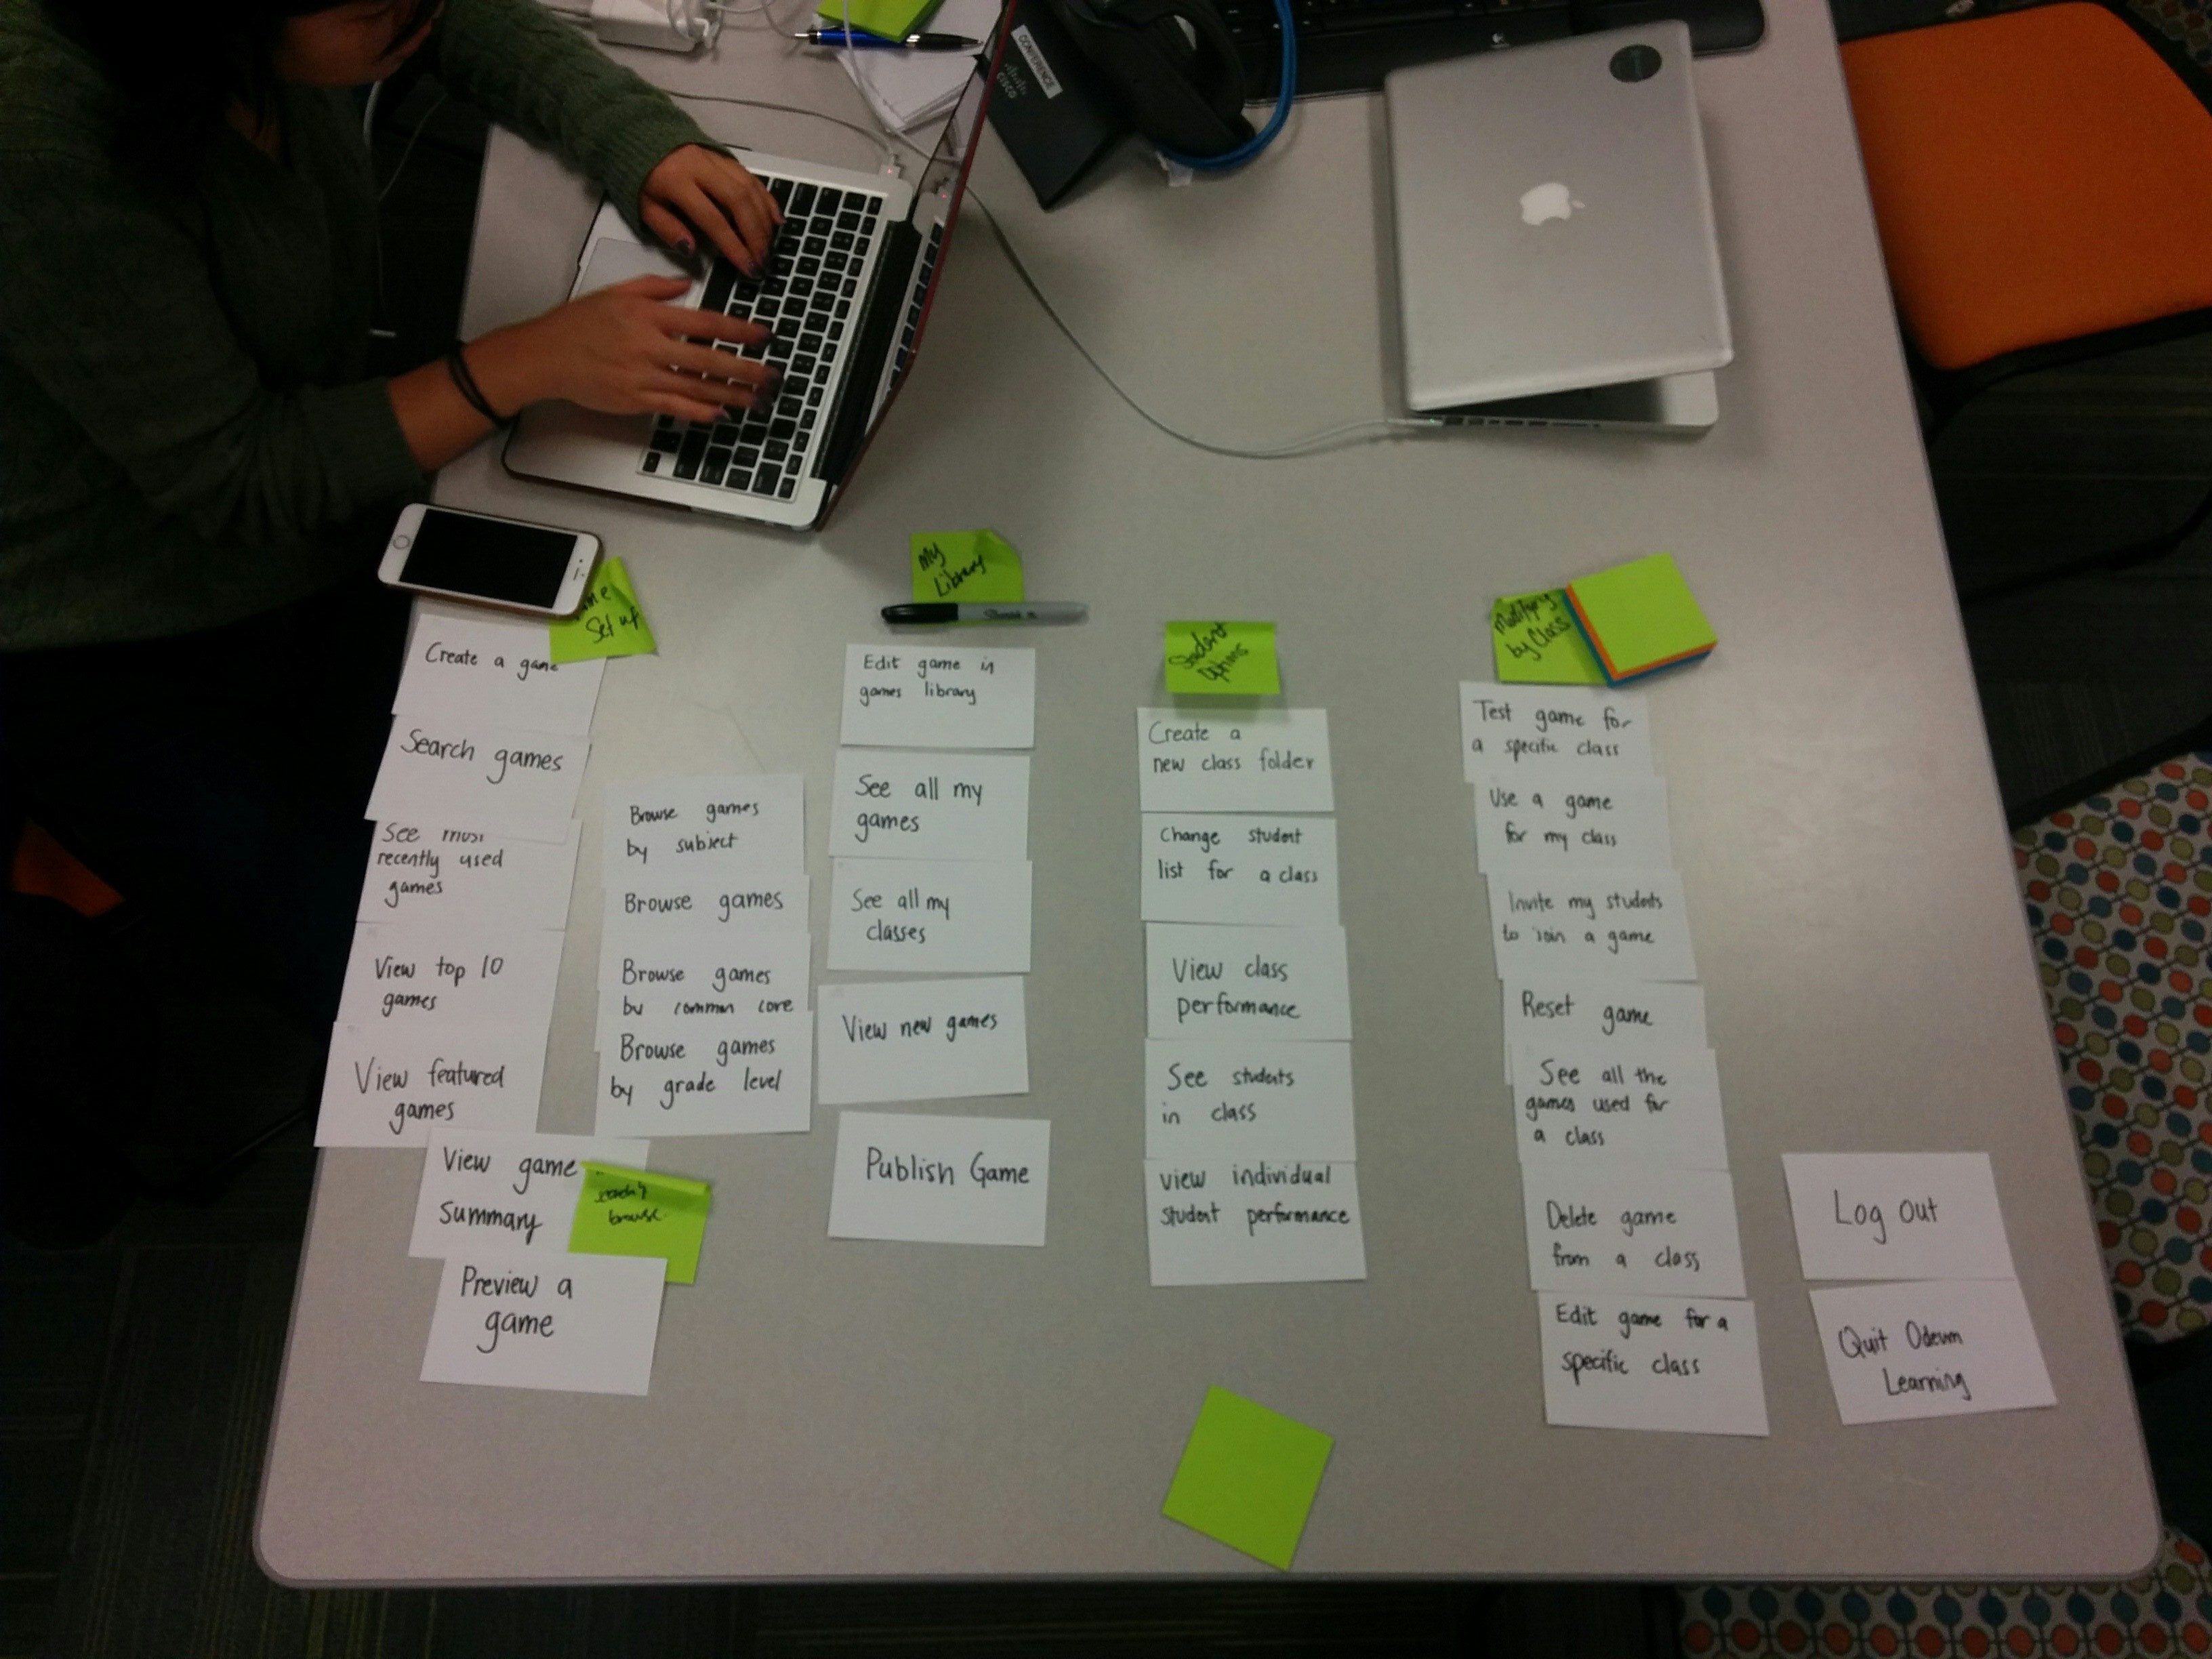 CONFERENCE
cisco
Set up
Create a game
Search games
See most
recently used
games
View top 10
games
View featured
games
View game
summary
Preview a
game
browse
Browse games
by subject
Browse games
Browse games
by common core
Browse games
by grade level
My
Library
Sharpie
Edit game in
games library
See all my
games
See all my
classes
View new games
Publish Game
Student
Options
Create a
new class folder
Change student
list for a class
View class
performance
See students
in class
view individual
student performance
Modifying
by Class
Test game for
a specific class
Use a game
for my class
Invite my students
to join a game
Reset game
See all the
games used for
a class
Delete game
from a class
Edit game for a
specific class
Log out
Quit Odeum
Learning